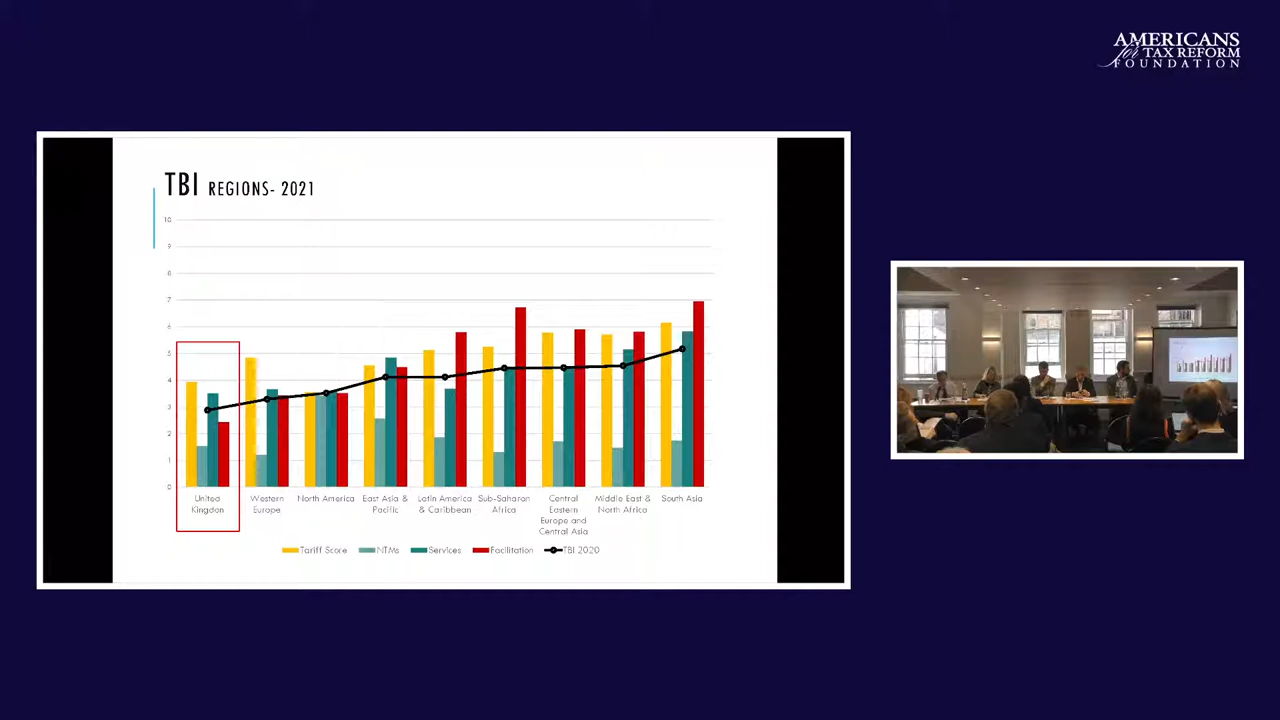 AMERICANS
for TAX REFORM
FOUNDATION
TBI REGIONS- 2021
10
9
8
7
6
5
4
3
2
1
0
United
Kingdon
Western
Europe
North America
East Asia &
Pacific
Latin America
& Caribbean
Sub-Saharan
Africa
Central
Eastern
Europe and
Central Asia
Middle East &
North Africa
South Asia
Tariff Score
NTMs
Services
Facilitation
TBI 2020